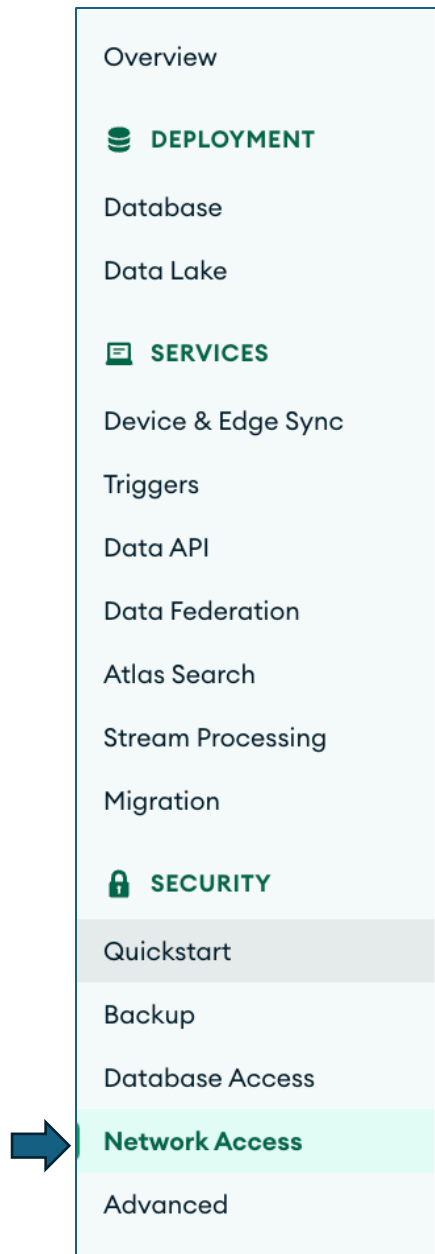 Overview
DEPLOYMENT
Database
Data Lake
SERVICES
Device & Edge Sync
Triggers
Data API
Data Federation
Atlas Search
Stream Processing
Migration
SECURITY
Quickstart
Backup
Database Access
Network Access
Advanced